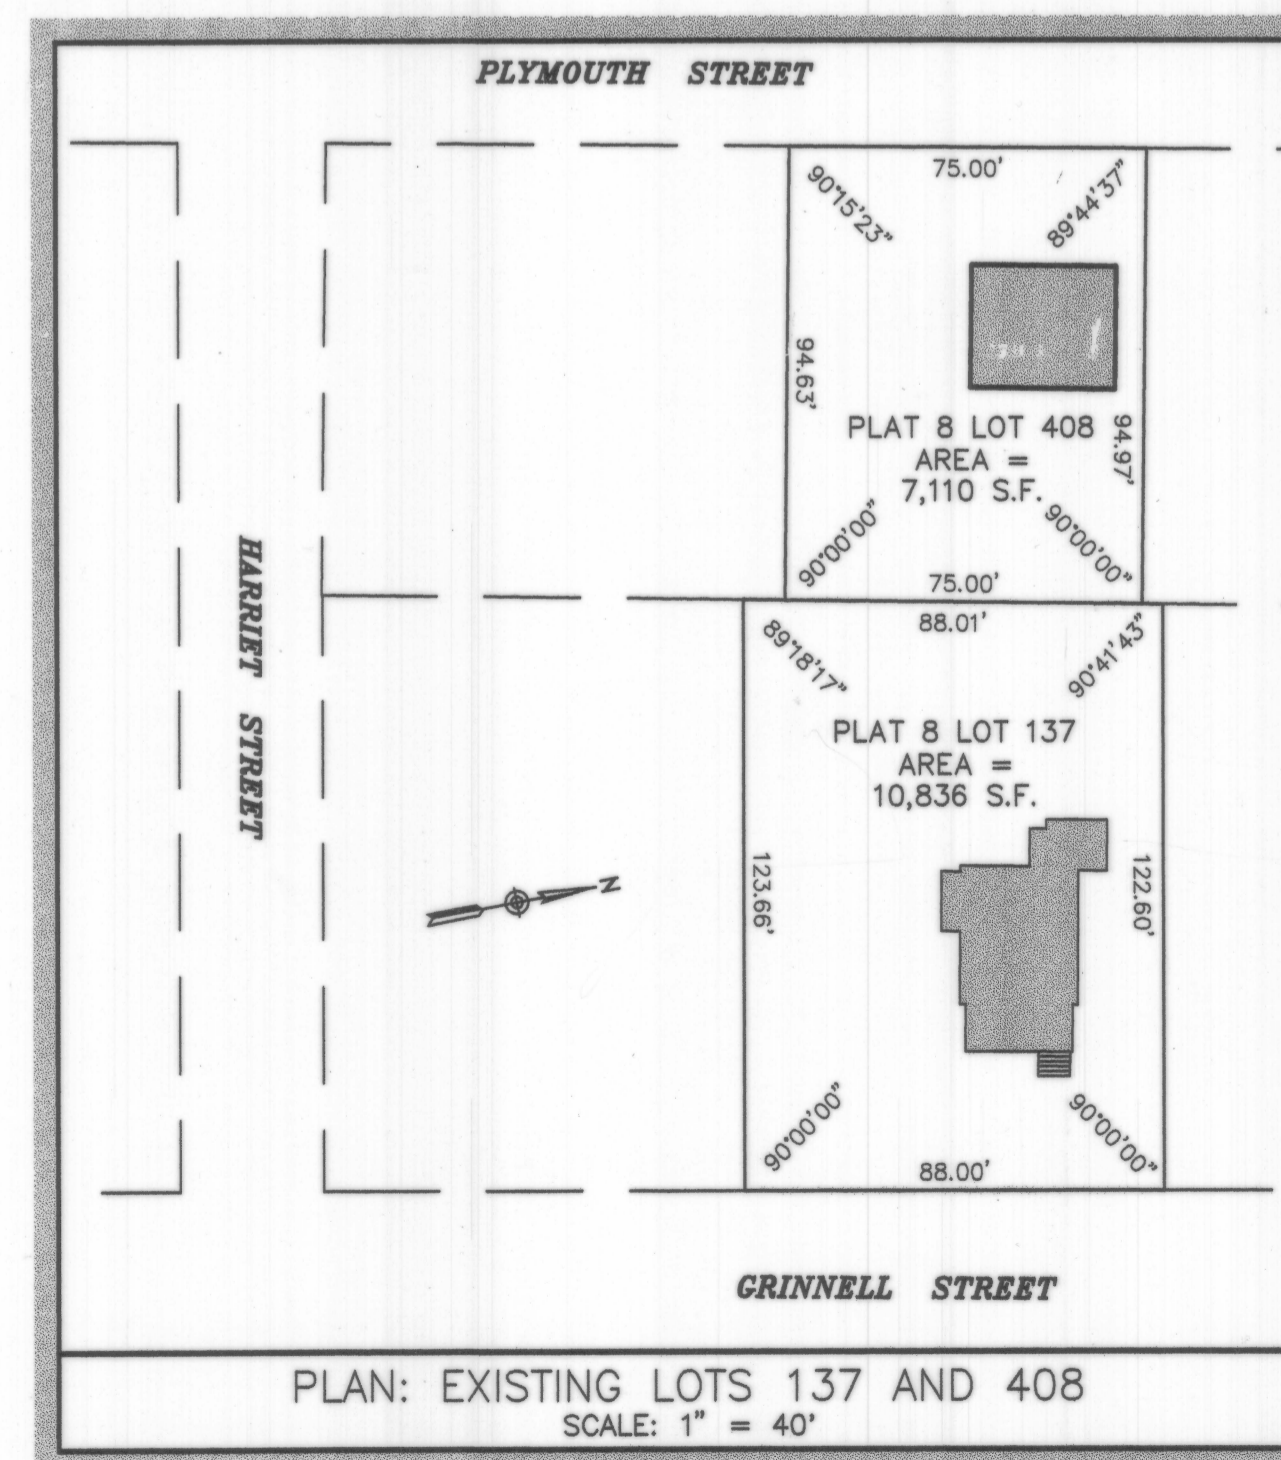 PLYMOUTH STREET
75.00'
90°15'23"
89°44'37"
94.63'
PLAT 8 LOT 408
AREA =
7,110 S.F.
94.97'
90°00'00"
90°00'00"
75.00'
88.01'
89°18'17"
90°41'43"
HARRIET STREET
PLAT 8 LOT 137
AREA =
10,836 S.F.
N
123.66'
122.60'
90°00'00"
90°00'00"
88.00'
GRINNELL STREET
PLAN: EXISTING LOTS 137 AND 408
SCALE: 1" = 40'